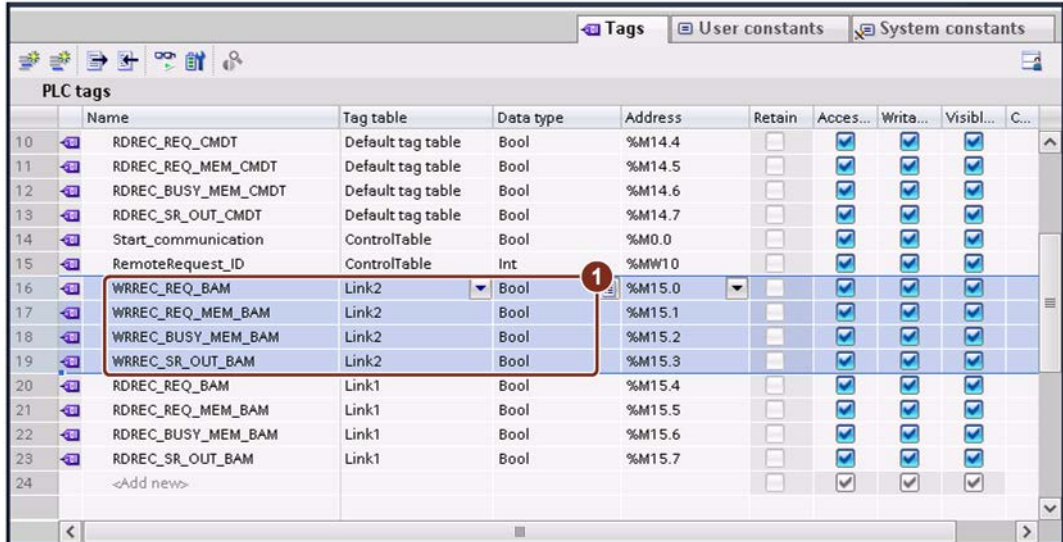 Tags User constants System constants
PLC tags
Name Tag table Data type Address Retain Acces... Writa... Visibl... C...
10 RDREC_REQ_CMDT Default tag table Bool %M14.4
11 RDREC_REQ_MEM_CMDT Default tag table Bool %M14.5
12 RDREC_BUSY_MEM_CMDT Default tag table Bool %M14.6
13 RDREC_SR_OUT_CMDT Default tag table Bool %M14.7
14 Start_communication ControlTable Bool %M0.0
15 RemoteRequest_ID ControlTable Int %MW10
1
16 WRREC_REQ_BAM Link2 Bool %M15.0
17 WRREC_REQ_MEM_BAM Link2 Bool %M15.1
18 WRREC_BUSY_MEM_BAM Link2 Bool %M15.2
19 WRREC_SR_OUT_BAM Link2 Bool %M15.3
20 RDREC_REQ_BAM Link1 Bool %M15.4
21 RDREC_REQ_MEM_BAM Link1 Bool %M15.5
22 RDREC_BUSY_MEM_BAM Link1 Bool %M15.6
23 RDREC_SR_OUT_BAM Link1 Bool %M15.7
24 <Add new>